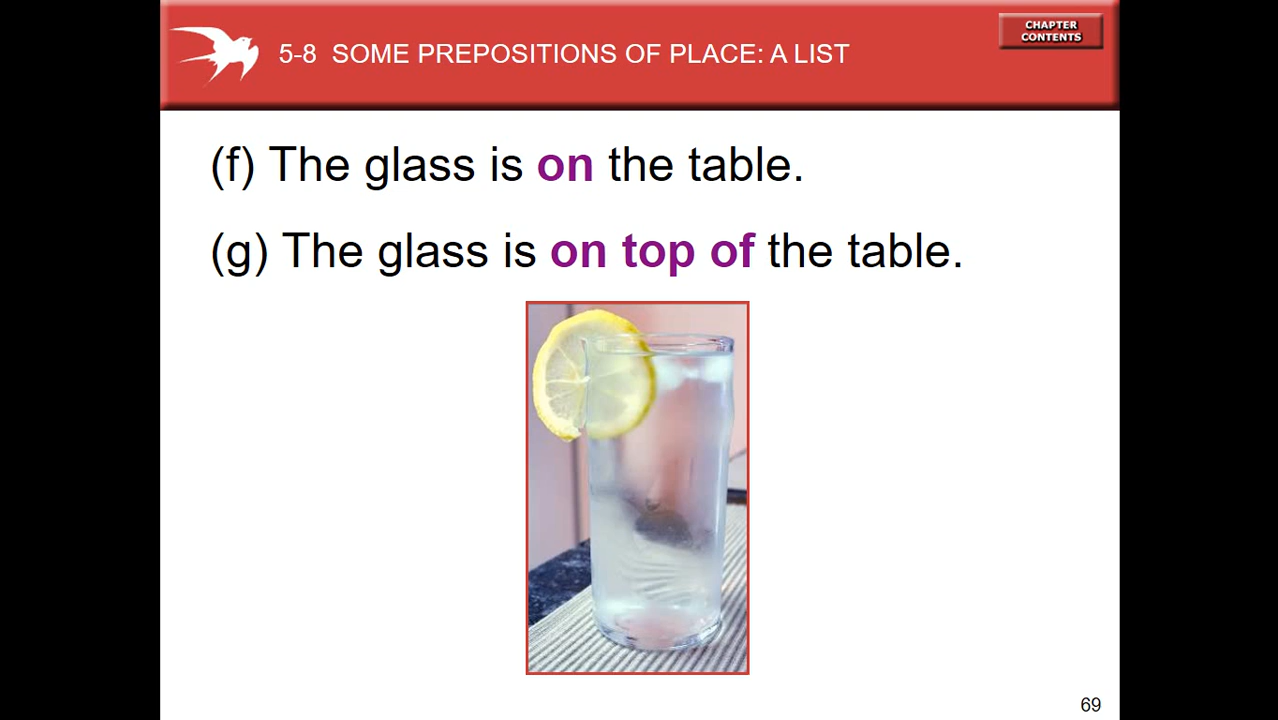 5-8 SOME PREPOSITIONS OF PLACE: A LIST
CHAPTER
CONTENTS
(f) The glass is on the table.
(g) The glass is on top of the table.
69